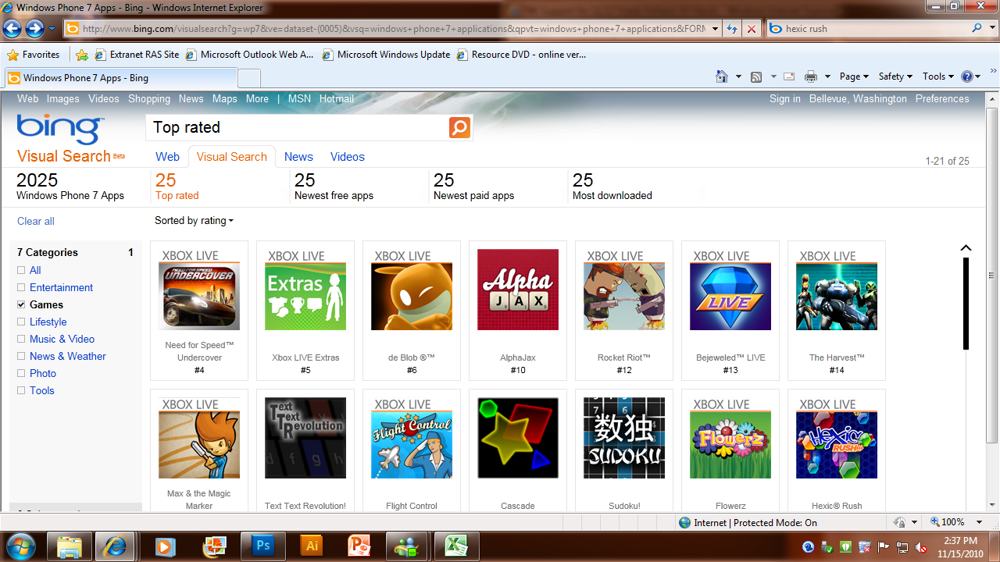 Windows Phone 7 Apps - Bing - Windows Internet Explorer
http://www.bing.com/visualsearch?g=wp7&ve=dataset-(0005)&vsq=windows+phone+7+applications&qpvt=windows+phone+7+applications&FORM
hexic rush
Favorites
Extranet RAS Site
Microsoft Outlook Web A...
Microsoft Windows Update
Resource DVD - online ver...
Windows Phone 7 Apps - Bing
Page
Safety
Tools
Web Images Videos Shopping News Maps More | MSN Hotmail
Sign in Bellevue, Washington Preferences
bing™
Top rated
Visual Search Beta
Web
Visual Search
News
Videos
1-21 of 25
2025
Windows Phone 7 Apps
25
Top rated
25
Newest free apps
25
Newest paid apps
25
Most downloaded
Clear all
Sorted by rating
7 Categories 1
All
Entertainment
Games
Lifestyle
Music & Video
News & Weather
Photo
Tools
XBOX LIVE
NEED FOR SPEED
UNDERCOVER
Need for Speed™
Undercover
#4
XBOX LIVE
Extras
Xbox LIVE Extras
#5
XBOX LIVE
de Blob ®™
#6
Alpha
JAX
AlphaJax
#10
XBOX LIVE
Rocket Riot™
#12
XBOX LIVE
LIVE
Bejeweled™ LIVE
#13
XBOX LIVE
The Harvest™
#14
XBOX LIVE
Max & the Magic
Marker
Text Text
Revolution
d f g h
Text Text Revolution!
XBOX LIVE
Flight Control
Flight Control
Cascade
数独
SUDOKU
Sudoku!
XBOX LIVE
Flowerz
Flowerz
XBOX LIVE
Hexic
RUSH
Hexic® Rush
Internet | Protected Mode: On
100%
Ps
Ai
2:37 PM
11/15/2010